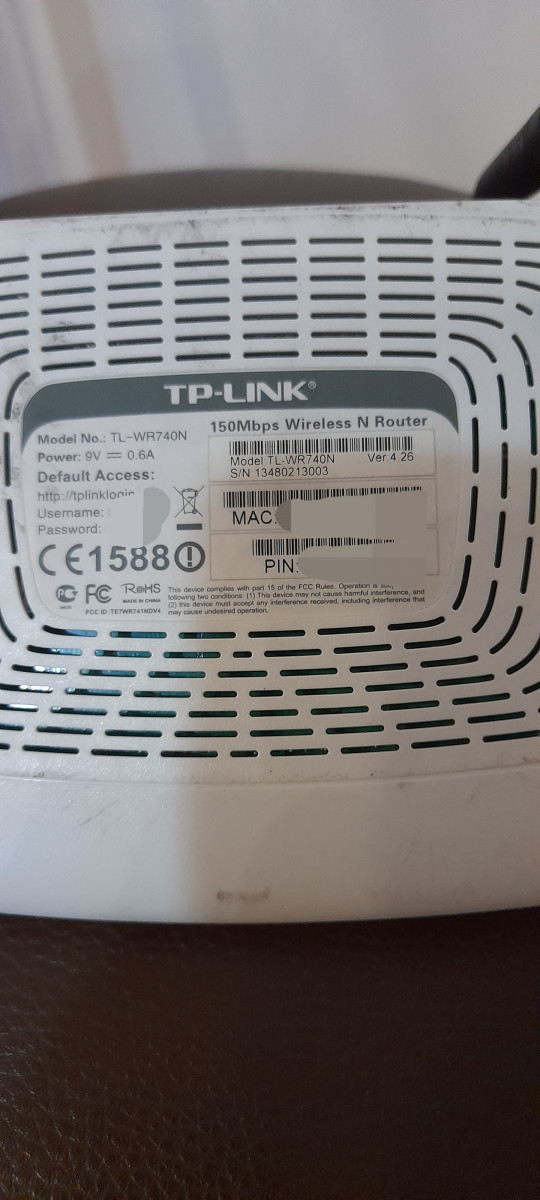 TP-LINK®
150Mbps Wireless N Router
Model No.: TL-WR740N
Power: 9V ⎓ 0.6A
Default Access:
http://tplinklogin
Username:
Password:
Model TL-WR740N Ver 4.26
S/N 13480213003
MAC:
PIN:
CE1588
FC
RoHS
MADE IN CHINA
FCC ID: TE7WR741NDV4
This device complies with part 15 of the FCC Rules. Operation is
following two conditions: (1) This device may not cause harmful interference, and
(2) this device must accept any interference received, including interference that
may cause undesired operation.